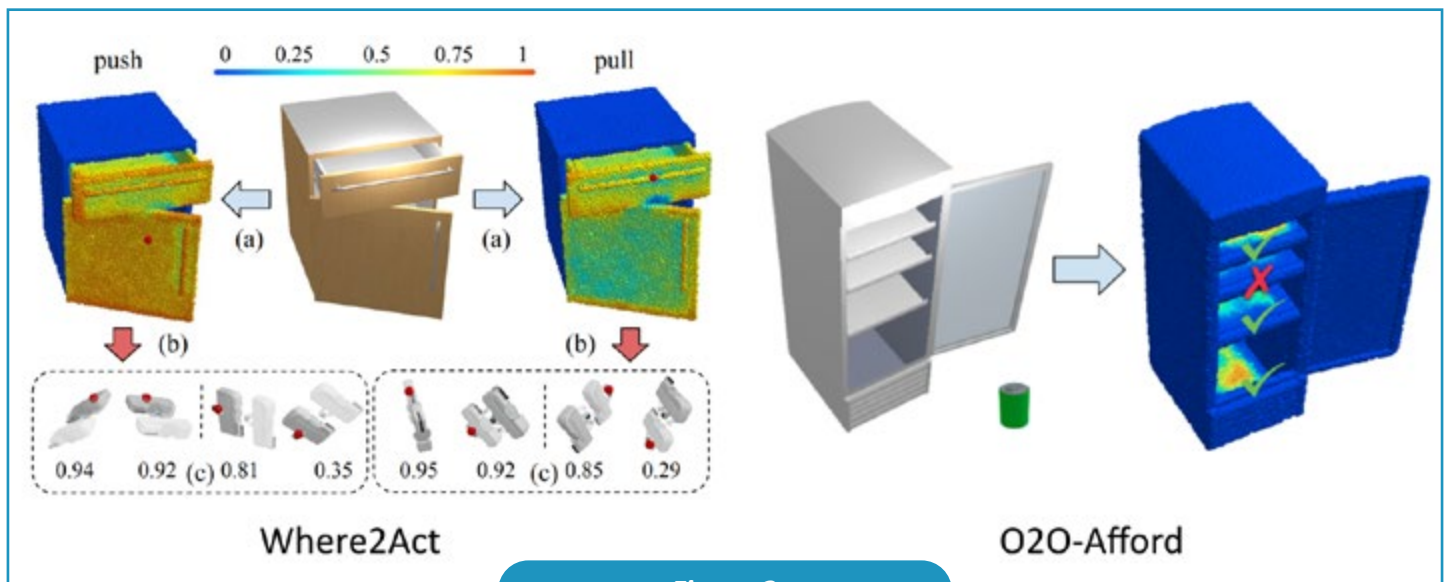 push 0 0.25 0.5 0.75 1 pull
(a) (a)
(b) (b)
0.94 0.92 (c) 0.81 0.35 0.95 0.92 (c) 0.85 0.29
Where2Act O2O-Afford